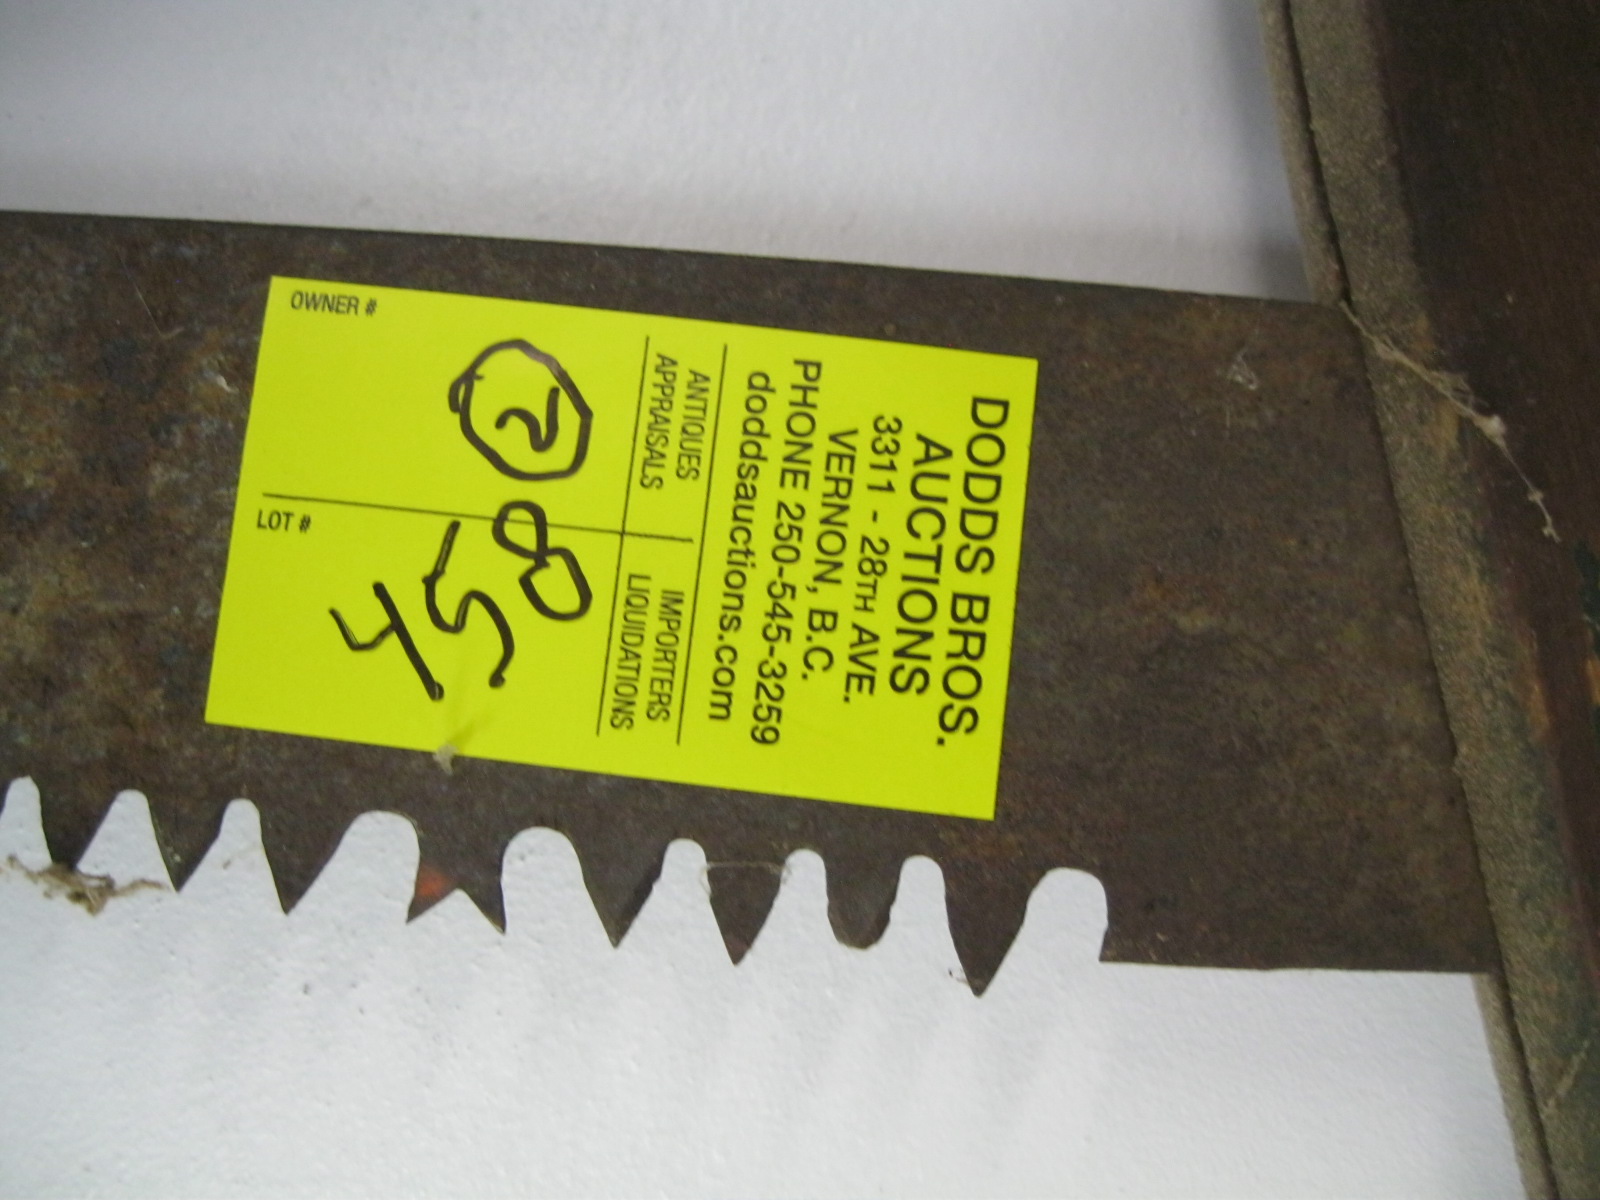 DODDS BROS.
AUCTIONS
3311 - 28TH AVE.
VERNON, B.C.
PHONE 250-545-3259
doddsauctions.com
ANTIQUES
APPRAISALS
IMPORTERS
LIQUIDATIONS
2
458
OWNER #
LOT #